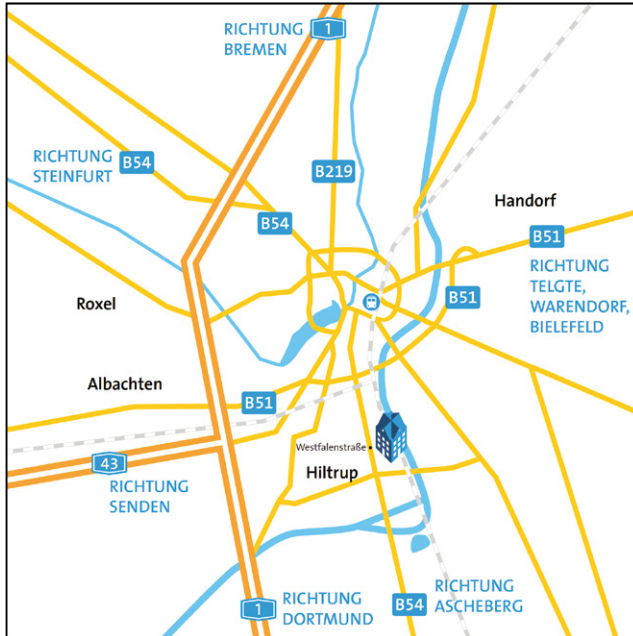 RICHTUNG
BREMEN
1
RICHTUNG
STEINFURT
B54
B219
B54
Handorf
B51
RICHTUNG
TELGTE,
WARENDORF,
BIELEFELD
B51
Roxel
Albachten
B51
Westfalenstraße
Hiltrup
43
RICHTUNG
SENDEN
1
RICHTUNG
DORTMUND
B54
RICHTUNG
ASCHEBERG